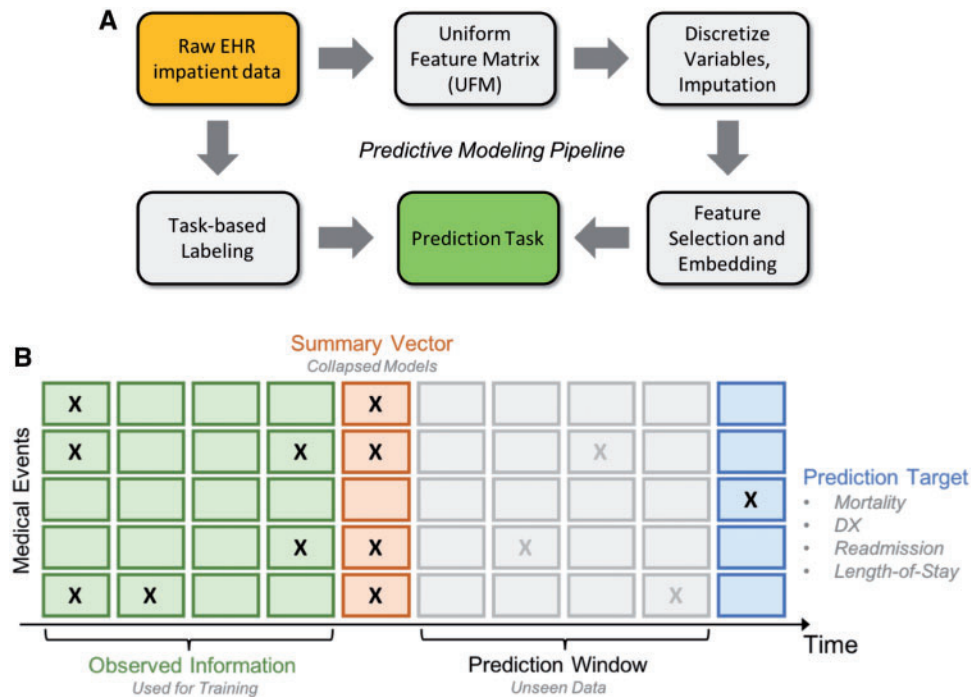 A
Raw EHR
impatient data
Uniform
Feature Matrix
(UFM)
Discretize
Variables,
Imputation
Predictive Modeling Pipeline
Task-based
Labeling
Prediction Task
Feature
Selection and
Embedding
B
Summary Vector
Collapsed Models
Medical Events
X X
X X X X
X
X X X
X X X X
Prediction Target
• Mortality
• DX
• Readmission
• Length-of-Stay
Time
Observed Information
Used for Training
Prediction Window
Unseen Data